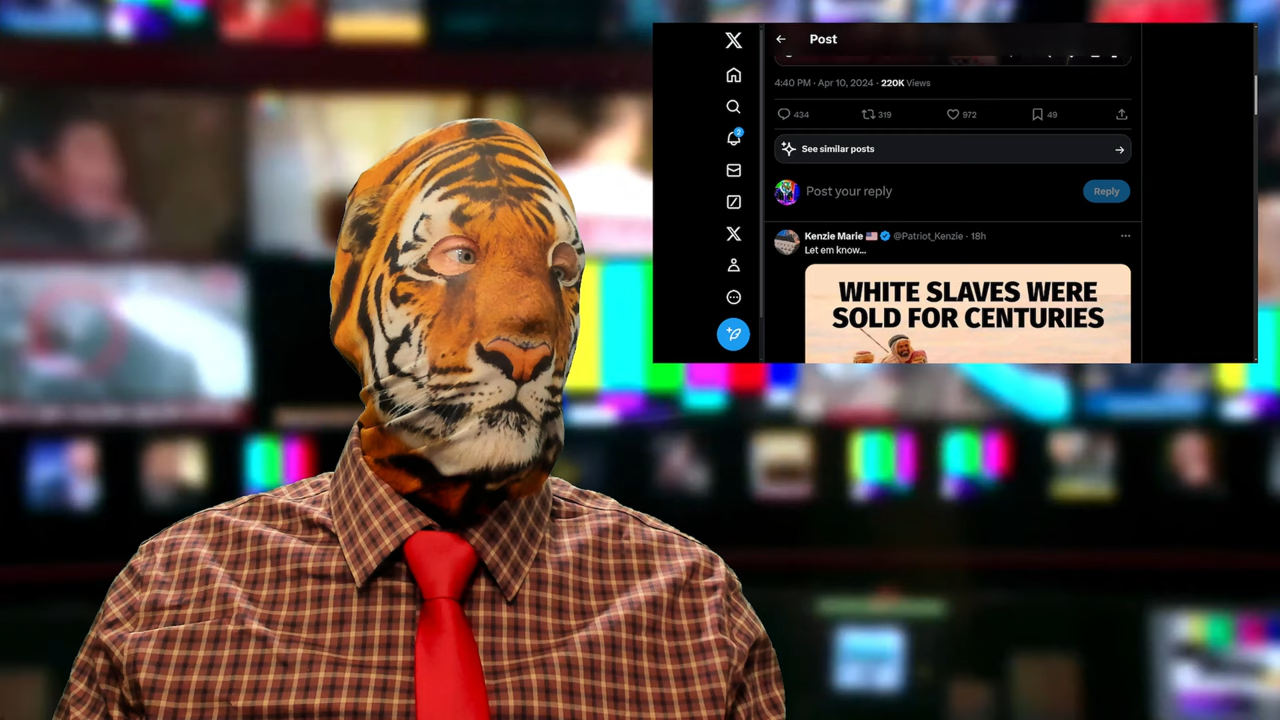 Post
4:40 PM · Apr 10, 2024 · 220K Views
434 319 972 49
See similar posts
Post your reply
Reply
2
Kenzie Marie @Patriot_Kenzie · 18h
Let em know...
WHITE SLAVES WERE
SOLD FOR CENTURIES